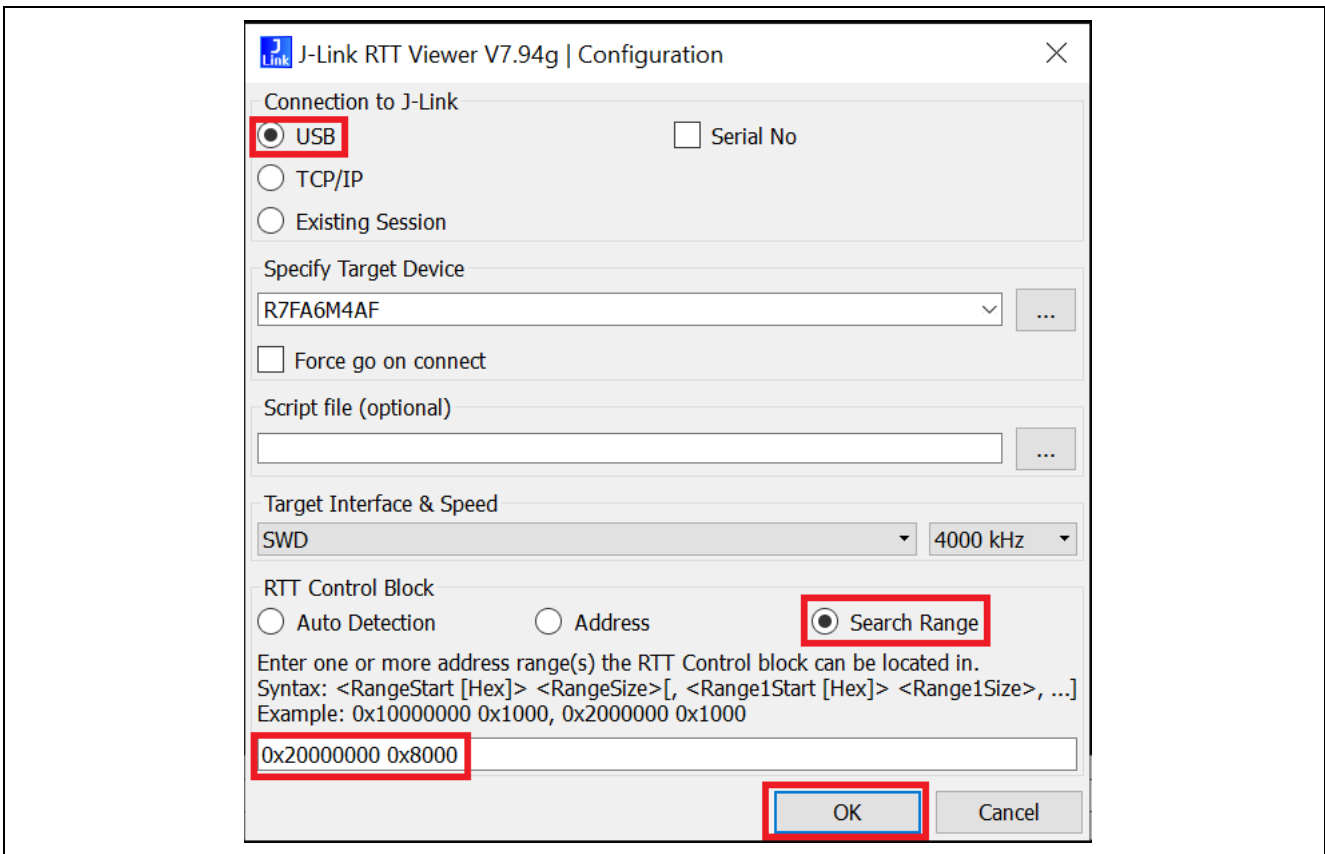 J-Link RTT Viewer V7.94g | Configuration
Connection to J-Link
USB
Serial No
TCP/IP
Existing Session
Specify Target Device
R7FA6M4AF
...
Force go on connect
Script file (optional)
...
Target Interface & Speed
SWD
4000 kHz
RTT Control Block
Auto Detection
Address
Search Range
Enter one or more address range(s) the RTT Control block can be located in.
Syntax: <RangeStart [Hex]> <RangeSize>[, <Range1Start [Hex]> <Range1Size>, ...]
Example: 0x10000000 0x1000, 0x2000000 0x1000
0x20000000 0x8000
OK
Cancel